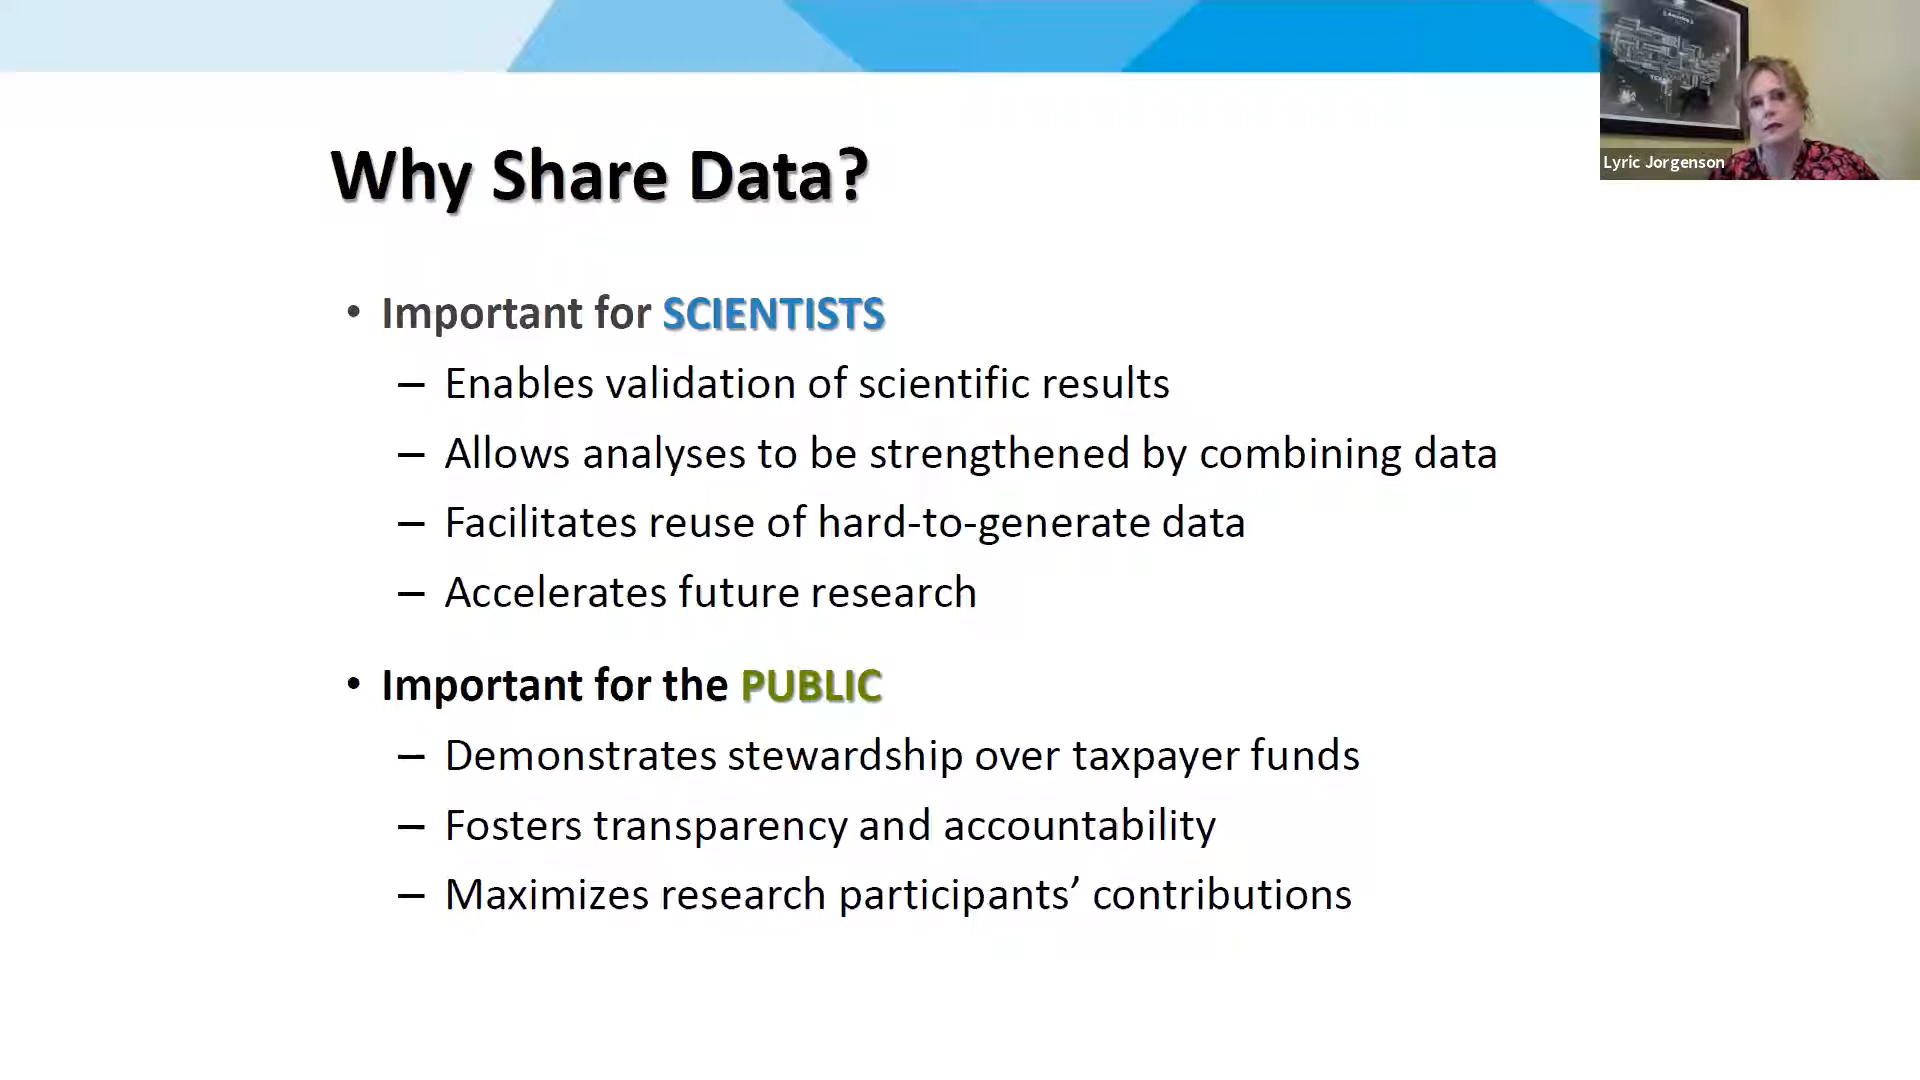 Lyric Jorgenson
Why Share Data?
• Important for SCIENTISTS
– Enables validation of scientific results
– Allows analyses to be strengthened by combining data
– Facilitates reuse of hard-to-generate data
– Accelerates future research
• Important for the PUBLIC
– Demonstrates stewardship over taxpayer funds
– Fosters transparency and accountability
– Maximizes research participants’ contributions